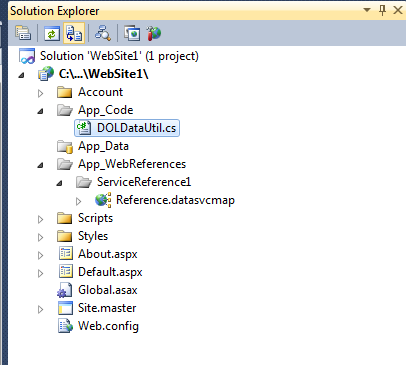 Solution Explorer
Solution 'WebSite1' (1 project)
C:\...\WebSite1\
Account
App_Code
DOLDataUtil.cs
App_Data
App_WebReferences
ServiceReference1
Reference.datasvcmap
Scripts
Styles
About.aspx
Default.aspx
Global.asax
Site.master
Web.config